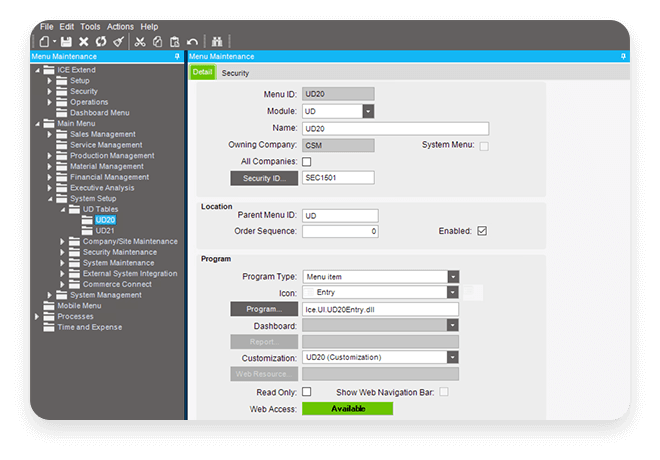 File Edit Tools Actions Help
Menu Maintenance
ICE Extend
Setup
Security
Operations
Dashboard Menu
Main Menu
Sales Management
Service Management
Production Management
Material Management
Financial Management
Executive Analysis
System Setup
UD Tables
UD20
UD21
Company/Site Maintenance
Security Maintenance
System Maintenance
External System Integration
Commerce Connect
System Management
Mobile Menu
Processes
Time and Expense
Menu Maintenance
Detail Security
Menu ID: UD20
Module: UD
Name: UD20
Owning Company: CSM System Menu:
All Companies:
Security ID... SEC1501
Location
Parent Menu ID: UD
Order Sequence: 0 Enabled:
Program
Program Type: Menu item
Icon: Entry
Program... Ice.UI.UD20Entry.dll
Dashboard:
Report...
Customization: UD20 (Customization)
Web Resource...
Read Only: Show Web Navigation Bar:
Web Access: Available